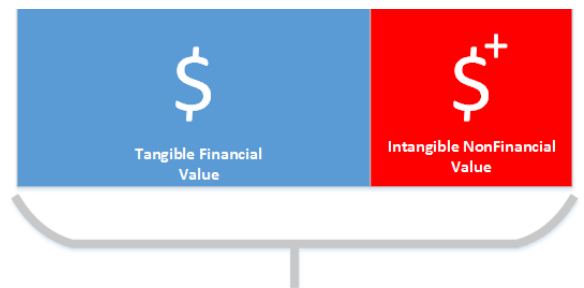 $
Tangible Financial
Value
$+
Intangible NonFinancial
Value